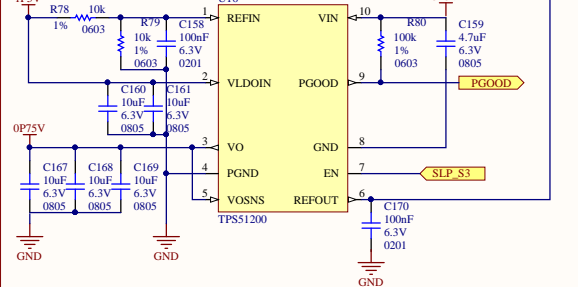 R78
10k
1%
0603
R79
10k
1%
0603
C158
100nF
6.3V
0201
1
REFIN
VIN
10
R80
100k
1%
0603
C159
4.7uF
6.3V
0805
2
VLDOIN
PGOOD
9
PGOOD
C160
10uF
6.3V
0805
C161
10uF
6.3V
0805
0P75V
3
VO
GND
8
4
PGND
EN
7
SLP_S3
5
VOSNS
REFOUT
6
C167
10uF
6.3V
0805
C168
10uF
6.3V
0805
C169
10uF
6.3V
0805
TPS51200
C170
100nF
6.3V
0201
GND
GND
GND